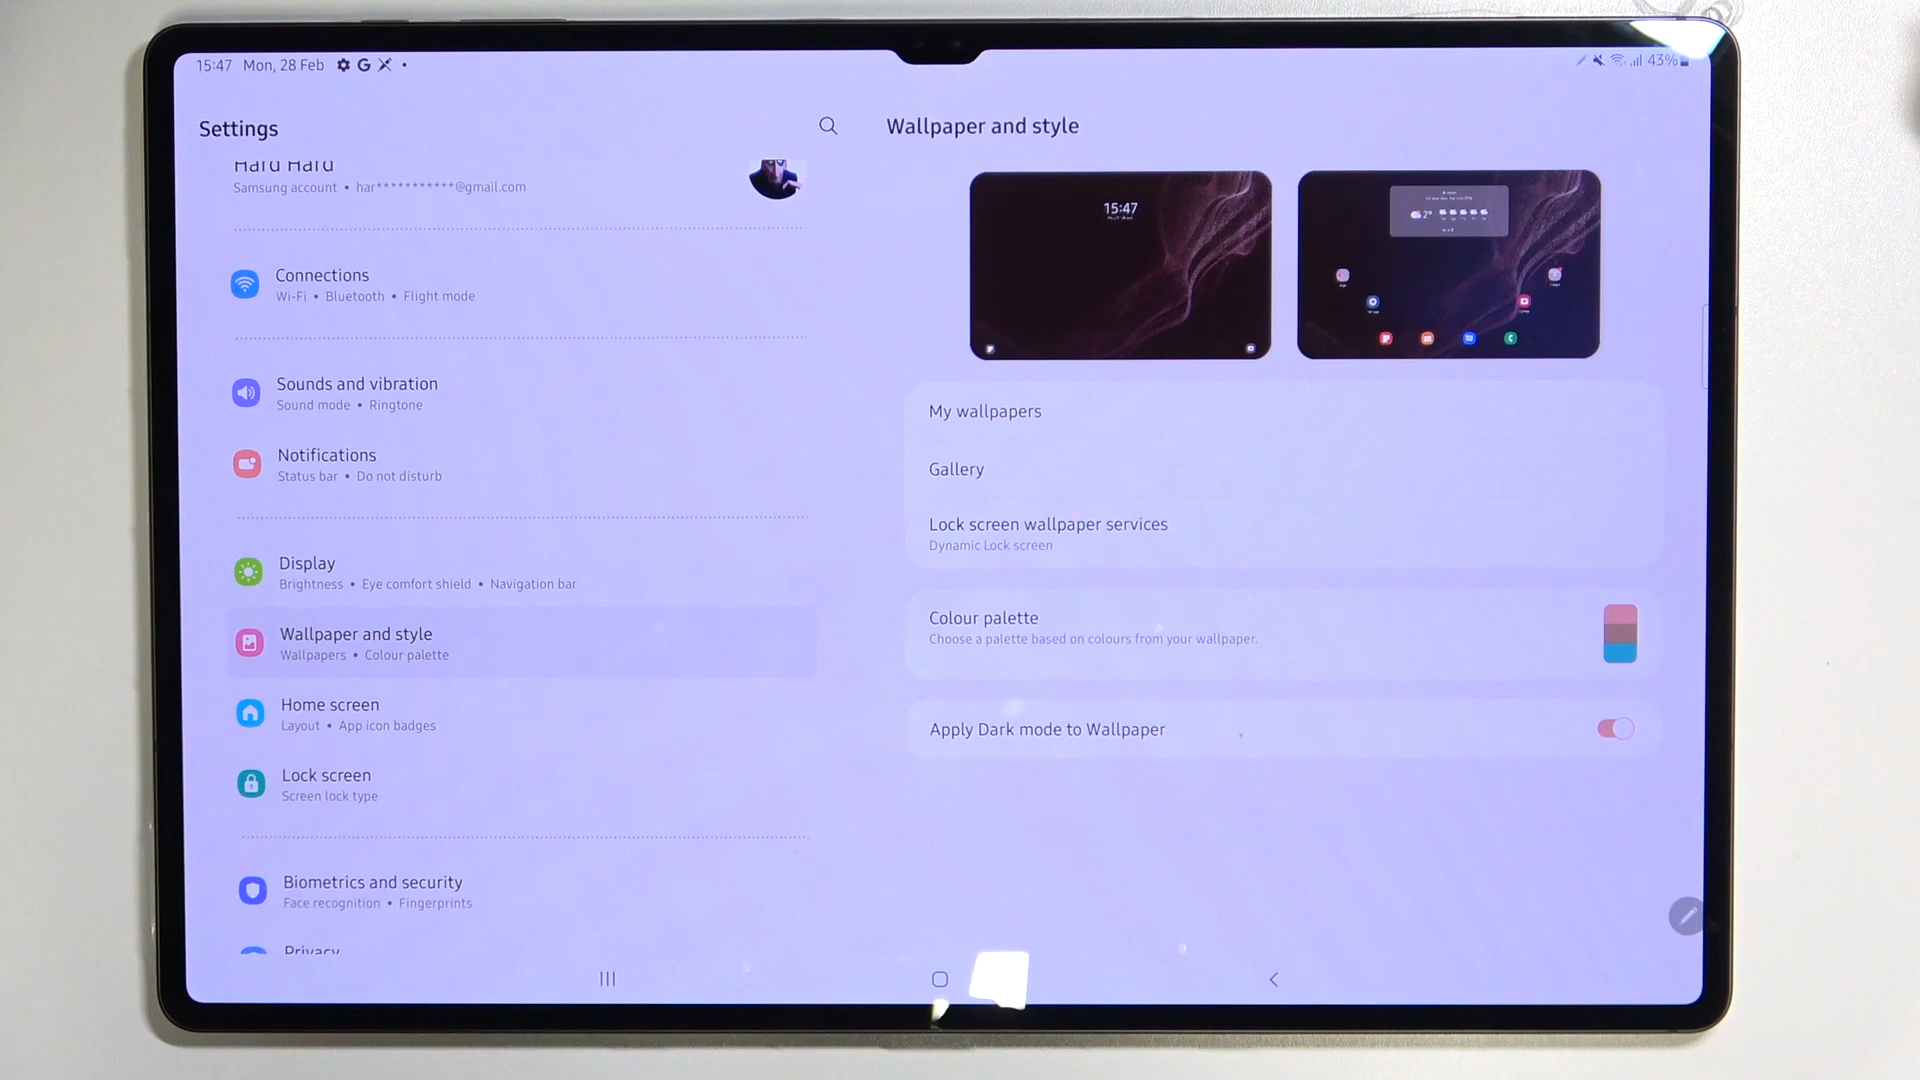 15:47 Mon, 28 Feb
43%
Settings
Haru Haru
Samsung account • har***********@gmail.com
Connections
Wi-Fi • Bluetooth • Flight mode
Sounds and vibration
Sound mode • Ringtone
Notifications
Status bar • Do not disturb
Display
Brightness • Eye comfort shield • Navigation bar
Wallpaper and style
Wallpapers • Colour palette
Home screen
Layout • App icon badges
Lock screen
Screen lock type
Biometrics and security
Face recognition • Fingerprints
Privacy
Wallpaper and style
15:47
2°
My wallpapers
Gallery
Lock screen wallpaper services
Dynamic Lock screen
Colour palette
Choose a palette based on colours from your wallpaper.
Apply Dark mode to Wallpaper